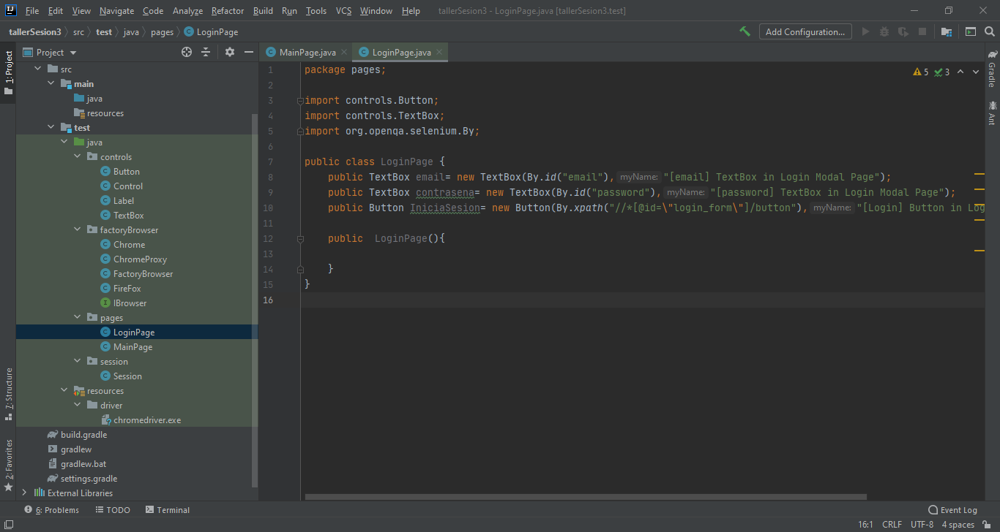 File Edit View Navigate Code Analyze Refactor Build Run Tools VCS Window Help tallerSesion3 - LoginPage.java [tallerSesion3.test]
tallerSesion3 src test java pages LoginPage Add Configuration...
Project
MainPage.java LoginPage.java
1: Project
7: Structure
2: Favorites
src
main
java
resources
test
java
controls
Button
Control
Label
TextBox
factoryBrowser
Chrome
ChromeProxy
FactoryBrowser
FireFox
IBrowser
pages
LoginPage
MainPage
session
Session
resources
driver
chromedriver.exe
build.gradle
gradlew
gradlew.bat
settings.gradle
External Libraries
1 package pages;
2
3 import controls.Button;
4 import controls.TextBox;
5 import org.openqa.selenium.By;
6
7 public class LoginPage {
8 public TextBox email= new TextBox(By.id("email"), myName: "[email] TextBox in Login Modal Page");
9 public TextBox contrasena= new TextBox(By.id("password"), myName: "[password] TextBox in Login Modal Page");
10 public Button IniciaSesion= new Button(By.xpath("//*[@id=\"login_form\"]/button"), myName: "[Login] Button in Log
11
12 public  LoginPage(){
13
14 }
15 }
16
5 3
Gradle
Ant
6: Problems TODO Terminal Event Log
16:1 CRLF UTF-8 4 spaces